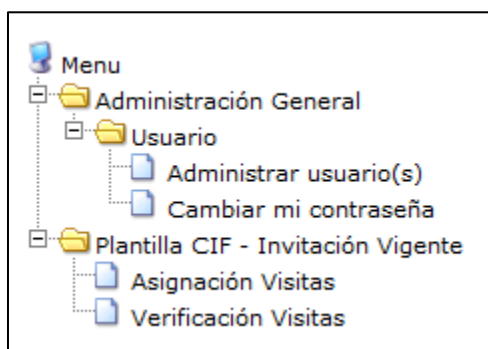 Menu
Administración General
Usuario
Administrar usuario(s)
Cambiar mi contraseña
Plantilla CIF - Invitación Vigente
Asignación Visitas
Verificación Visitas